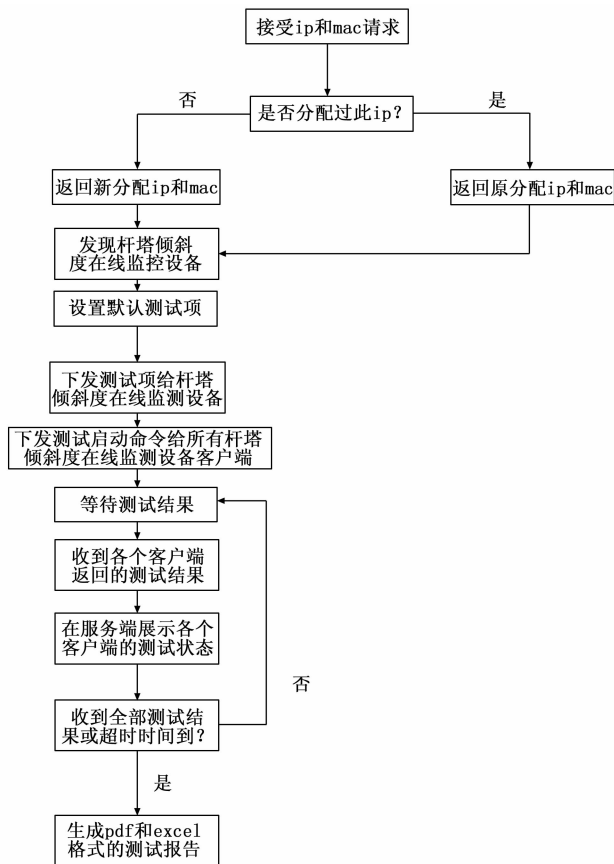 接受ip和mac请求
否
是
是否分配过此ip?
返回新分配ip和mac
返回原分配ip和mac
发现杆塔倾斜
度在线监控设备
设置默认测试项
下发测试项给杆塔
倾斜度在线监测设备
下发测试启动命令给所有杆塔
倾斜度在线监测设备客户端
等待测试结果
收到各个客户端
返回的测试结果
在服务端展示各个
客户端的测试状态
否
收到全部测试结
果或超时时间到?
是
生成pdf和excel
格式的测试报告